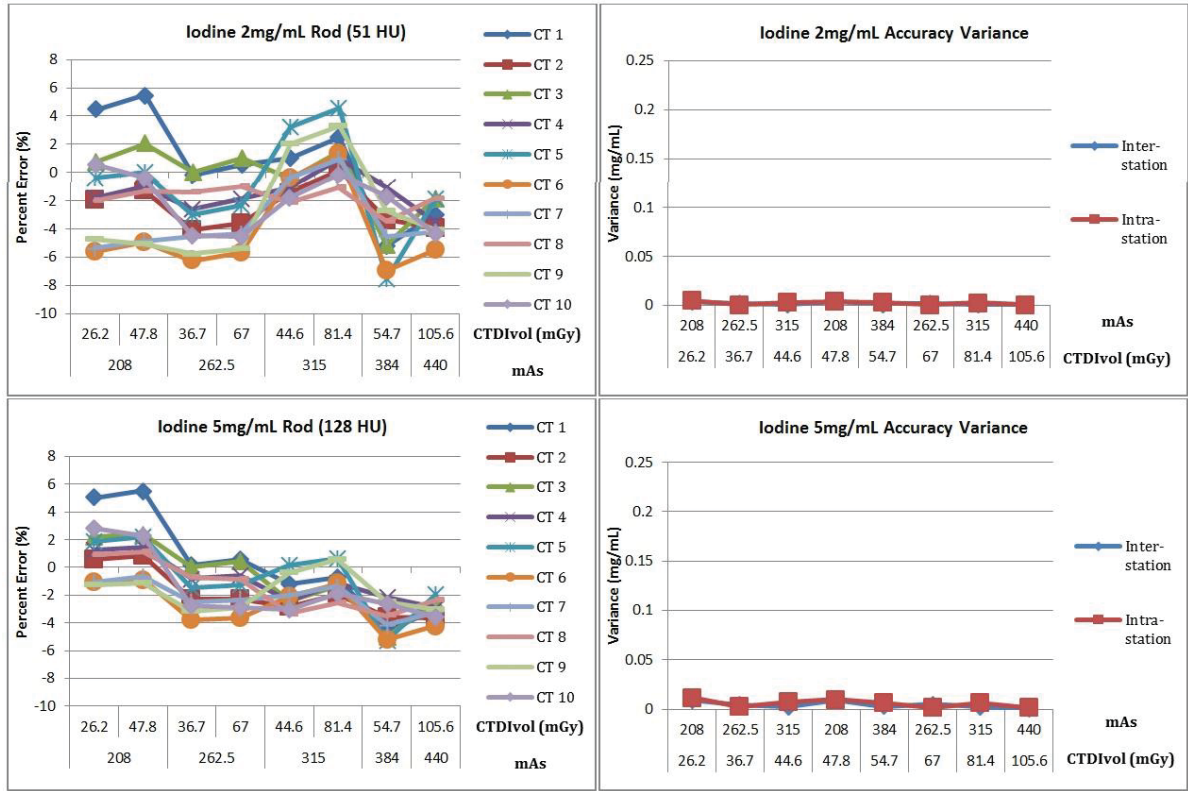 Iodine 2mg/mL Rod (51 HU)
Percent Error (%)
8
6
4
2
0
-2
-4
-6
-8
-10
26.2 47.8 36.7 67 44.6 81.4 54.7 105.6 CTDIvol (mGy)
208 262.5 315 384 440 mAs
CT 1
CT 2
CT 3
CT 4
CT 5
CT 6
CT 7
CT 8
CT 9
CT 10
Iodine 2mg/mL Accuracy Variance
Variance (mg/mL)
0.25
0.2
0.15
0.1
0.05
0
208 262.5 315 208 384 262.5 315 440 mAs
26.2 36.7 44.6 47.8 54.7 67 81.4 105.6 CTDIvol (mGy)
Inter-
station
Intra-
station
Iodine 5mg/mL Rod (128 HU)
Percent Error (%)
8
6
4
2
0
-2
-4
-6
-8
-10
26.2 47.8 36.7 67 44.6 81.4 54.7 105.6 CTDIvol (mGy)
208 262.5 315 384 440 mAs
CT 1
CT 2
CT 3
CT 4
CT 5
CT 6
CT 7
CT 8
CT 9
CT 10
Iodine 5mg/mL Accuracy Variance
Variance (mg/mL)
0.25
0.2
0.15
0.1
0.05
0
208 262.5 315 208 384 262.5 315 440 mAs
26.2 36.7 44.6 47.8 54.7 67 81.4 105.6 CTDIvol (mGy)
Inter-
station
Intra-
station